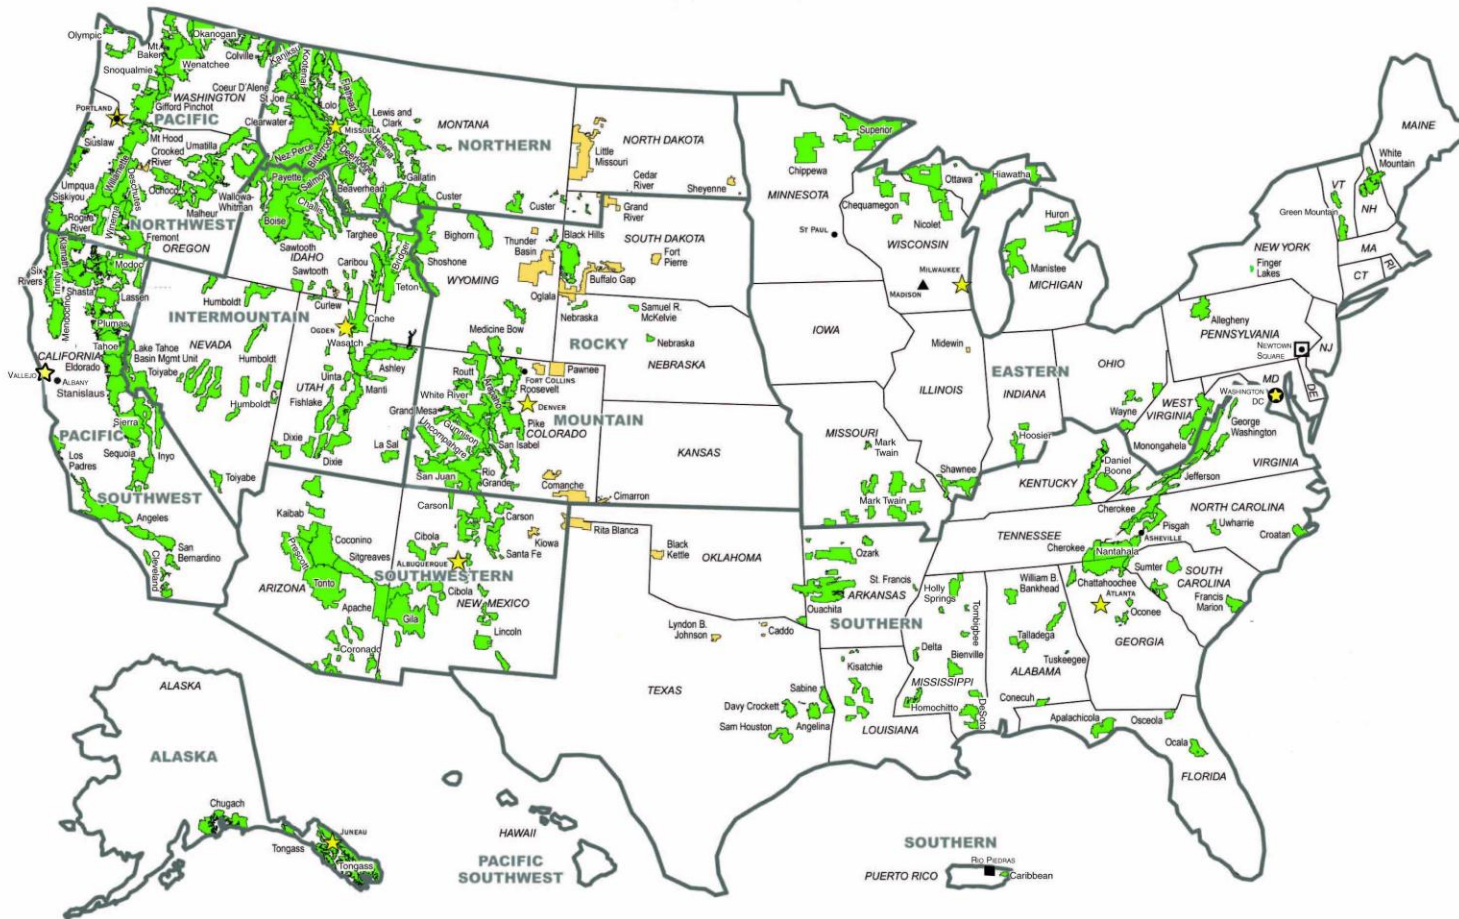 Olympic
Okanogan
Mt
Baker
Colville
Kaniksu
Kootenai
Flathead
Snoqualmie
Wenatchee
Coeur D'Alene
St Joe
Lolo
Lewis and
Clark
WASHINGTON
PORTLAND
Gifford Pinchot
PACIFIC
Clearwater
MISSOULA
MONTANA
NORTHERN
Mt Hood
Umatilla
Crooked
River
Siuslaw
Willamette
Nez Perce
Bitterroot
Deerlodge
Helena
Deschutes
Ochoco
Payette
Salmon
Gallatin
Umpqua
Siskiyou
Wallowa-
Whitman
Beaverhead
Custer
Malheur
Boise
Challis
Rogue
River
Winema
NORTHWEST
Fremont
OREGON
Sawtooth
IDAHO
Targhee
Klamath
Modoc
Sawtooth
Caribou
Bridger
Teton
Shoshone
Bighorn
Six
Rivers
Trinity
Shasta
Lassen
Mendocino
Plumas
Humboldt
INTERMOUNTAIN
Curlew
Cache
OGDEN
Wasatch
WYOMING
Tahoe
CALIFORNIA
Eldorado
Lake Tahoe
Basin Mgmt Unit
Toiyabe
NEVADA
Humboldt
VALLEJO
ALBANY
Stanislaus
Humboldt
UTAH
Uinta
Fishlake
Manti
Ashley
PACIFIC
Sierra
Los
Padres
Sequoia
Inyo
Dixie
Dixie
La Sal
SOUTHWEST
Toiyabe
Angeles
San
Bernardino
Cleveland
NORTH DAKOTA
Little
Missouri
Cedar
River
Sheyenne
Custer
Grand
River
Thunder
Basin
Black Hills
SOUTH DAKOTA
Fort
Pierre
Buffalo Gap
Oglala
Nebraska
Samuel R.
McKelvie
Medicine Bow
ROCKY
Nebraska
NEBRASKA
Routt
Pawnee
FORT COLLINS
Roosevelt
White River
Arapaho
DENVER
Grand Mesa
Gunnison
Uncompahgre
Pike
COLORADO
MOUNTAIN
San Isabel
San Juan
Rio
Grande
Comanche
Cimarron
KANSAS
Kaibab
Carson
Carson
Kiowa
Rita Blanca
Coconino
Cibola
Santa Fe
Prescott
Sitgreaves
ALBUQUERQUE
SOUTHWESTERN
Tonto
ARIZONA
Apache
Cibola
NEW MEXICO
Gila
Lincoln
Coronado
Black
Kettle
OKLAHOMA
Lyndon B.
Johnson
Caddo
TEXAS
Davy Crockett
Sabine
Sam Houston
Angelina
Superior
Chippewa
MINNESOTA
Ottawa
Hiawatha
Chequamegon
Nicolet
ST PAUL
WISCONSIN
MILWAUKEE
MADISON
Huron
Manistee
MICHIGAN
IOWA
Midewin
ILLINOIS
INDIANA
EASTERN
OHIO
Wayne
Hoosier
MISSOURI
Mark
Twain
Mark Twain
Shawnee
KENTUCKY
Daniel
Boone
MAINE
White
Mountain
VT
NH
Green Mountain
NEW YORK
Finger
Lakes
MA
CT
RI
Allegheny
PENNSYLVANIA
NEWTOWN
SQUARE
NJ
MD
DE
WASHINGTON
DC
WEST
VIRGINIA
Monongahela
George
Washington
VIRGINIA
Jefferson
Cherokee
NORTH CAROLINA
Pisgah
Uwharrie
Croatan
TENNESSEE
ASHEVILLE
Cherokee
Nantahala
Ozark
St. Francis
ARKANSAS
Ouachita
SOUTHERN
Holly
Springs
Tombigbee
William B.
Bankhead
Chattahoochee
Sumter
SOUTH
CAROLINA
Francis
Marion
ATLANTA
Oconee
GEORGIA
Talladega
Tuskeegee
ALABAMA
Delta
Bienville
MISSISSIPPI
Homochitto
DeSoto
Conecuh
Kisatchie
LOUISIANA
Apalachicola
Osceola
Ocala
FLORIDA
ALASKA
ALASKA
Chugach
Tongass
JUNEAU
Tongass
HAWAII
PACIFIC
SOUTHWEST
SOUTHERN
RIO PIEDRAS
PUERTO RICO
Caribbean